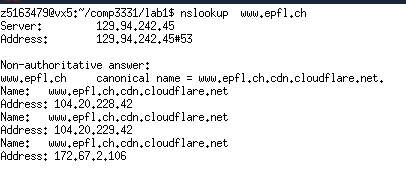 z5163479@vx5:~/comp3331/lab1$ nslookup  www.epfl.ch
Server:         129.94.242.45
Address:        129.94.242.45#53

Non-authoritative answer:
www.epfl.ch     canonical name = www.epfl.ch.cdn.cloudflare.net.
Name:   www.epfl.ch.cdn.cloudflare.net
Address: 104.20.228.42
Name:   www.epfl.ch.cdn.cloudflare.net
Address: 104.20.229.42
Name:   www.epfl.ch.cdn.cloudflare.net
Address: 172.67.2.106